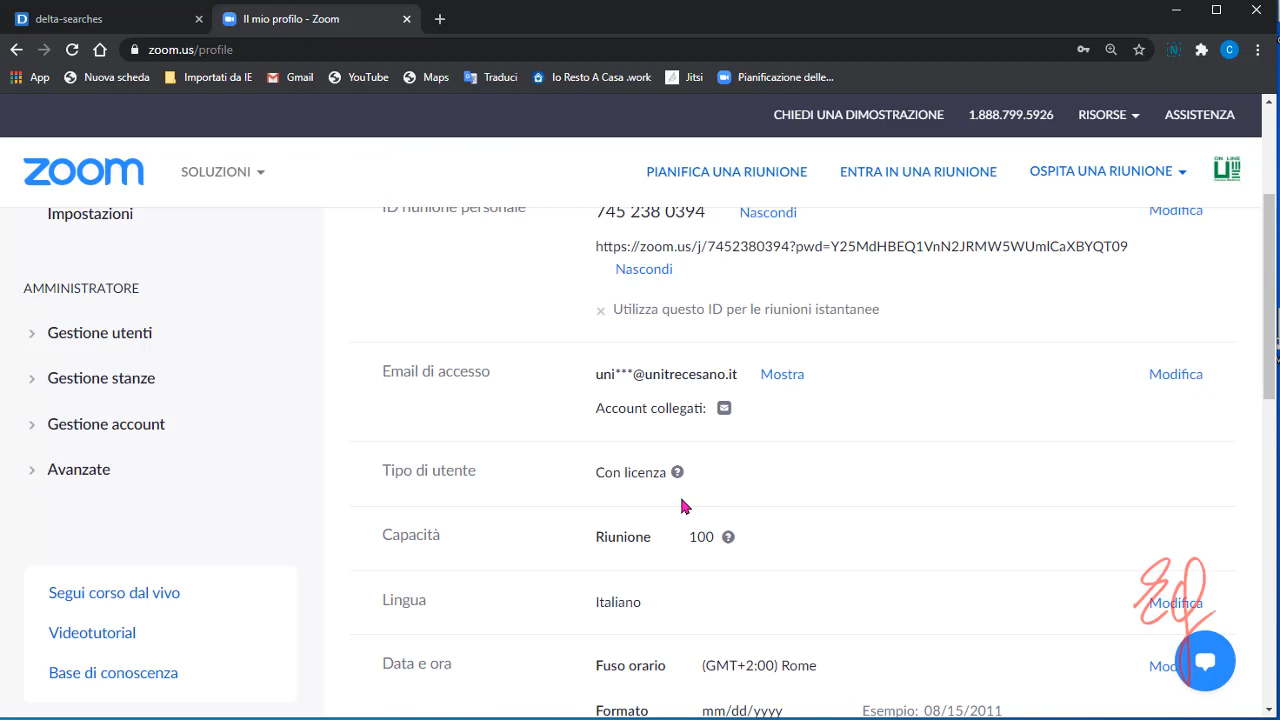 delta-searches
Il mio profilo - Zoom
zoom.us/profile
App
Nuova scheda
Importati da IE
Gmail
YouTube
Maps
Traduci
Io Resto A Casa .work
Jitsi
Pianificazione delle...
CHIEDI UNA DIMOSTRAZIONE
1.888.799.5926
RISORSE
ASSISTENZA
zoom
SOLUZIONI
PIANIFICA UNA RIUNIONE
ENTRA IN UNA RIUNIONE
OSPITA UNA RIUNIONE
ON LINE
Impostazioni
AMMINISTRATORE
Gestione utenti
Gestione stanze
Gestione account
Avanzate
Segui corso dal vivo
Videotutorial
Base di conoscenza
ID riunione personale
745 238 0394
Nascondi
Modifica
https://zoom.us/j/7452380394?pwd=Y25MdHBEQ1VnN2JRMW5WUmlCaXBYQT09
Nascondi
Utilizza questo ID per le riunioni istantanee
Email di accesso
uni***@unitrecesano.it
Mostra
Modifica
Account collegati:
Tipo di utente
Con licenza
Capacità
Riunione
100
Lingua
Italiano
Modifica
Data e ora
Fuso orario
(GMT+2:00) Rome
Mod
Formato
mm/dd/yyyy
Esempio: 08/15/2011